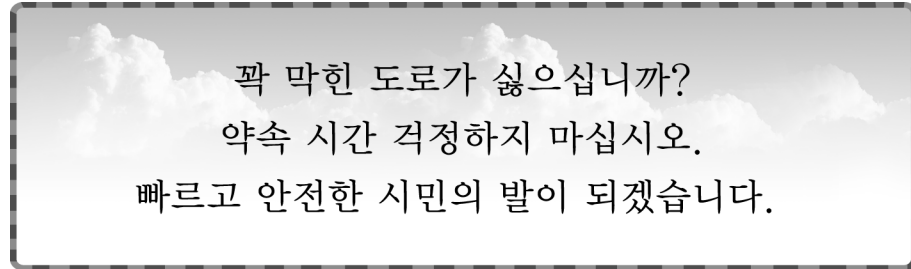 꽉 막힌 도로가 싫으십니까?
약속 시간 걱정하지 마십시오.
빠르고 안전한 시민의 발이 되겠습니다.